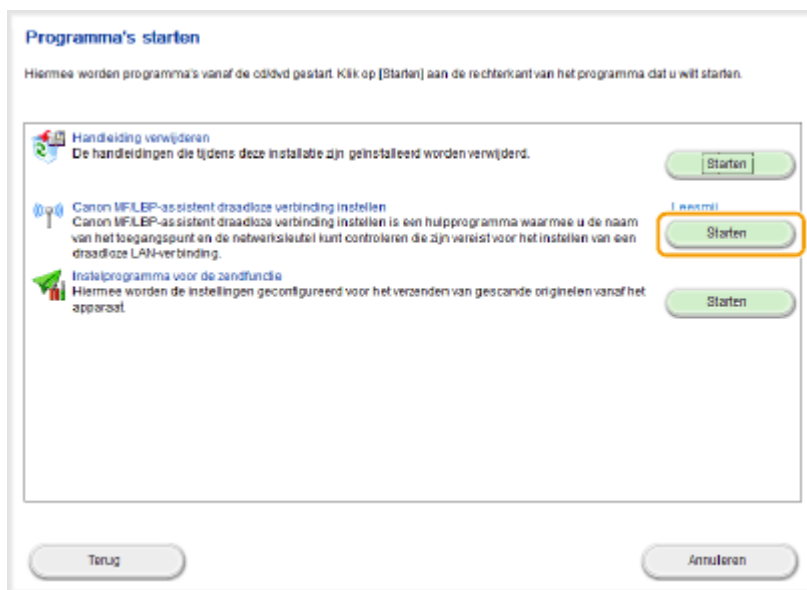 Programma's starten
Hiermee worden programma's vanaf de cd/dvd gestart. Klik op [Starten] aan de rechterkant van het programma dat u wilt starten.
Handleiding verwijderen
De handleidingen die tijdens deze installatie zijn geïnstalleerd worden verwijderd.
Starten
Canon MF/LBP-assistent draadloze verbinding instellen
Leesmij
Canon MF/LBP-assistent draadloze verbinding instellen is een hulpprogramma waarmee u de naam
van het toegangspunt en de netwerksleutel kunt controleren die zijn vereist voor het instellen van een
draadloze LAN-verbinding.
Starten
Instelprogramma voor de zendfunctie
Hiermee worden de instellingen geconfigureerd voor het verzenden van gescande originelen vanaf het
apparaat.
Starten
Terug
Annuleren